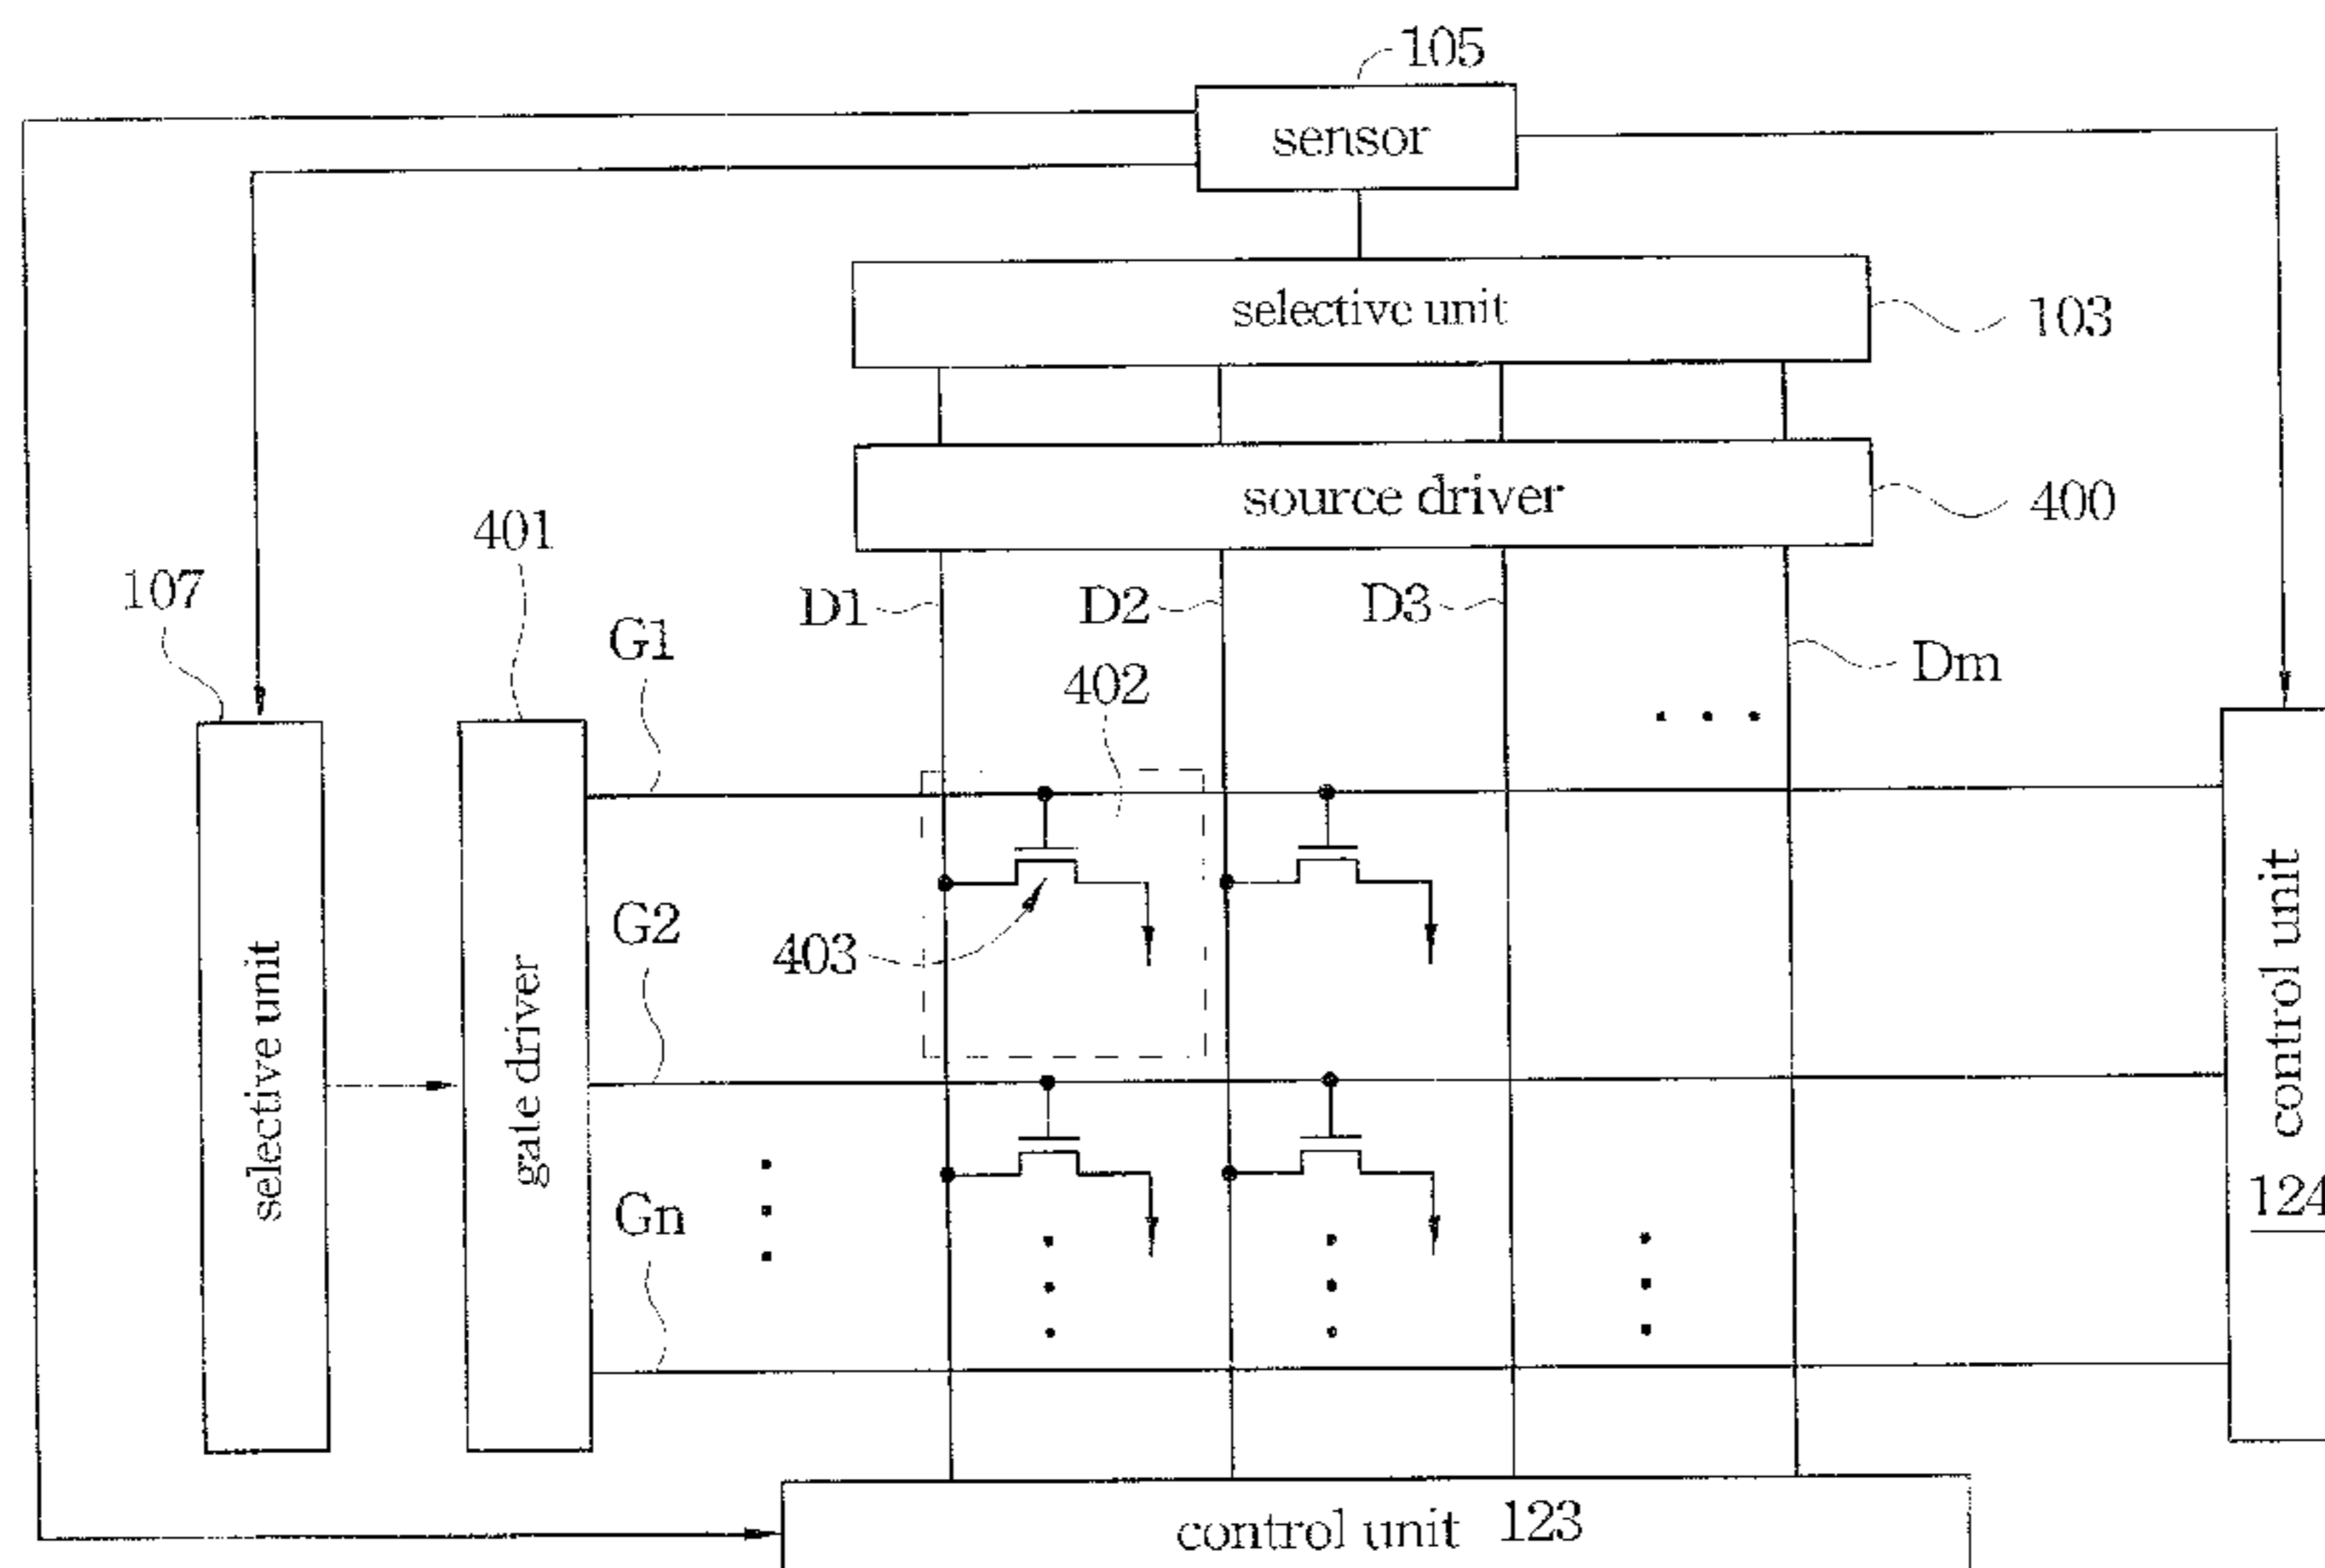 105
sensor
selective unit
103
source driver
400
401
107
D1
D2
D3
Dm
G1
402
403
G2
Gn
selective unit
gate driver
control unit
124
control unit 123